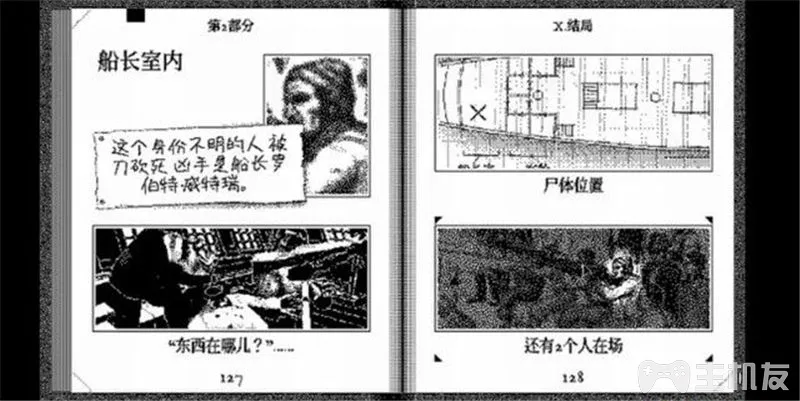 第2部分
船长室内
这个身份不明的人被
刀砍死 凶手是船长罗
伯特·威特瑞。
“东西在哪儿？”……
127
X.结局
尸体位置
还有2个人在场
128
主机友